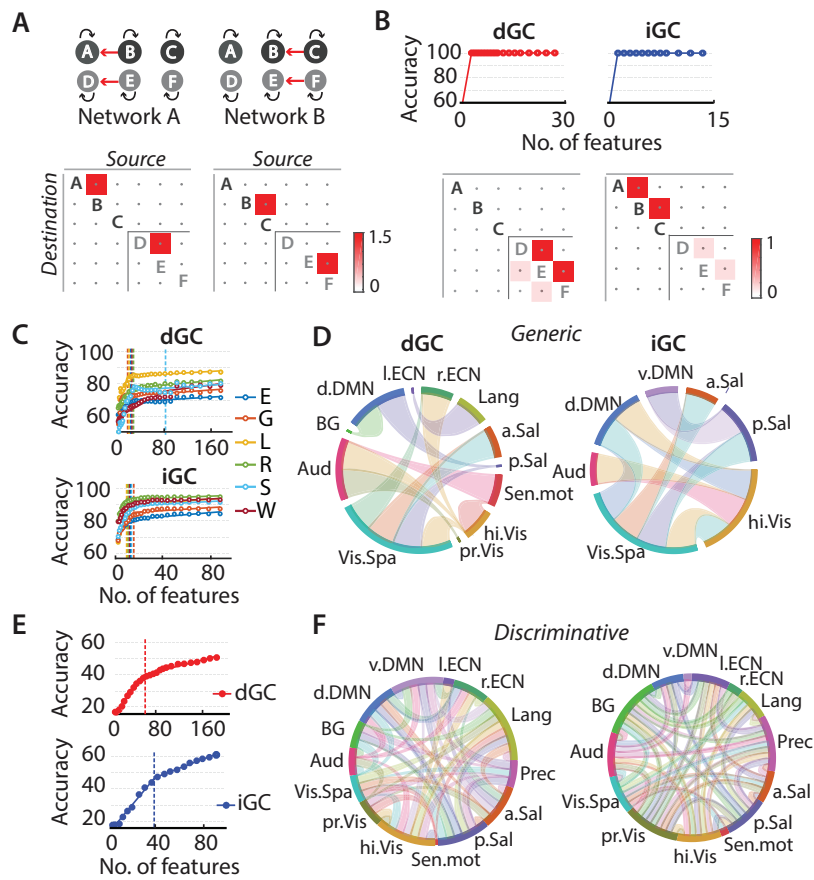 A
A B C
D E F
Network A
A B C
D E F
Network B
Source
Source
Destination
A
B
C
D
E
F
A
B
C
D
E
F
1.5
0
B
dGC
iGC
Accuracy
100
80
60
0
30
0
15
No. of features
A
B
C
D
E
F
A
B
C
D
E
F
1
0
C
dGC
Accuracy
100
80
60
0
80
160
iGC
Accuracy
100
80
60
0
40
80
No. of features
E
G
L
R
S
W
D
Generic
dGC
l.ECN
r.ECN
d.DMN
Lang
BG
a.Sal
Aud
p.Sal
Sen.mot
hi.Vis
pr.Vis
Vis.Spa
iGC
v.DMN
a.Sal
d.DMN
p.Sal
Aud
hi.Vis
Vis.Spa
E
Accuracy
60
40
20
0
80
160
dGC
Accuracy
60
40
20
0
40
80
iGC
No. of features
F
Discriminative
v.DMN
l.ECN
r.ECN
d.DMN
Lang
BG
Aud
Prec
Vis.Spa
a.Sal
pr.Vis
p.Sal
hi.Vis
Sen.mot
v.DMN
l.ECN
r.ECN
d.DMN
Lang
BG
Prec
Aud
a.Sal
Vis.Spa
p.Sal
pr.Vis
Sen.mot
hi.Vis